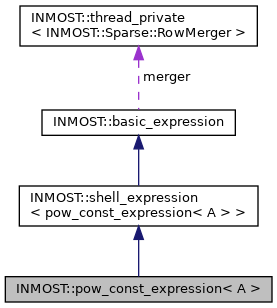 INMOST::thread_private
< INMOST::Sparse::RowMerger >
merger
INMOST::basic_expression
INMOST::shell_expression
< pow_const_expression< A > >
INMOST::pow_const_expression< A >